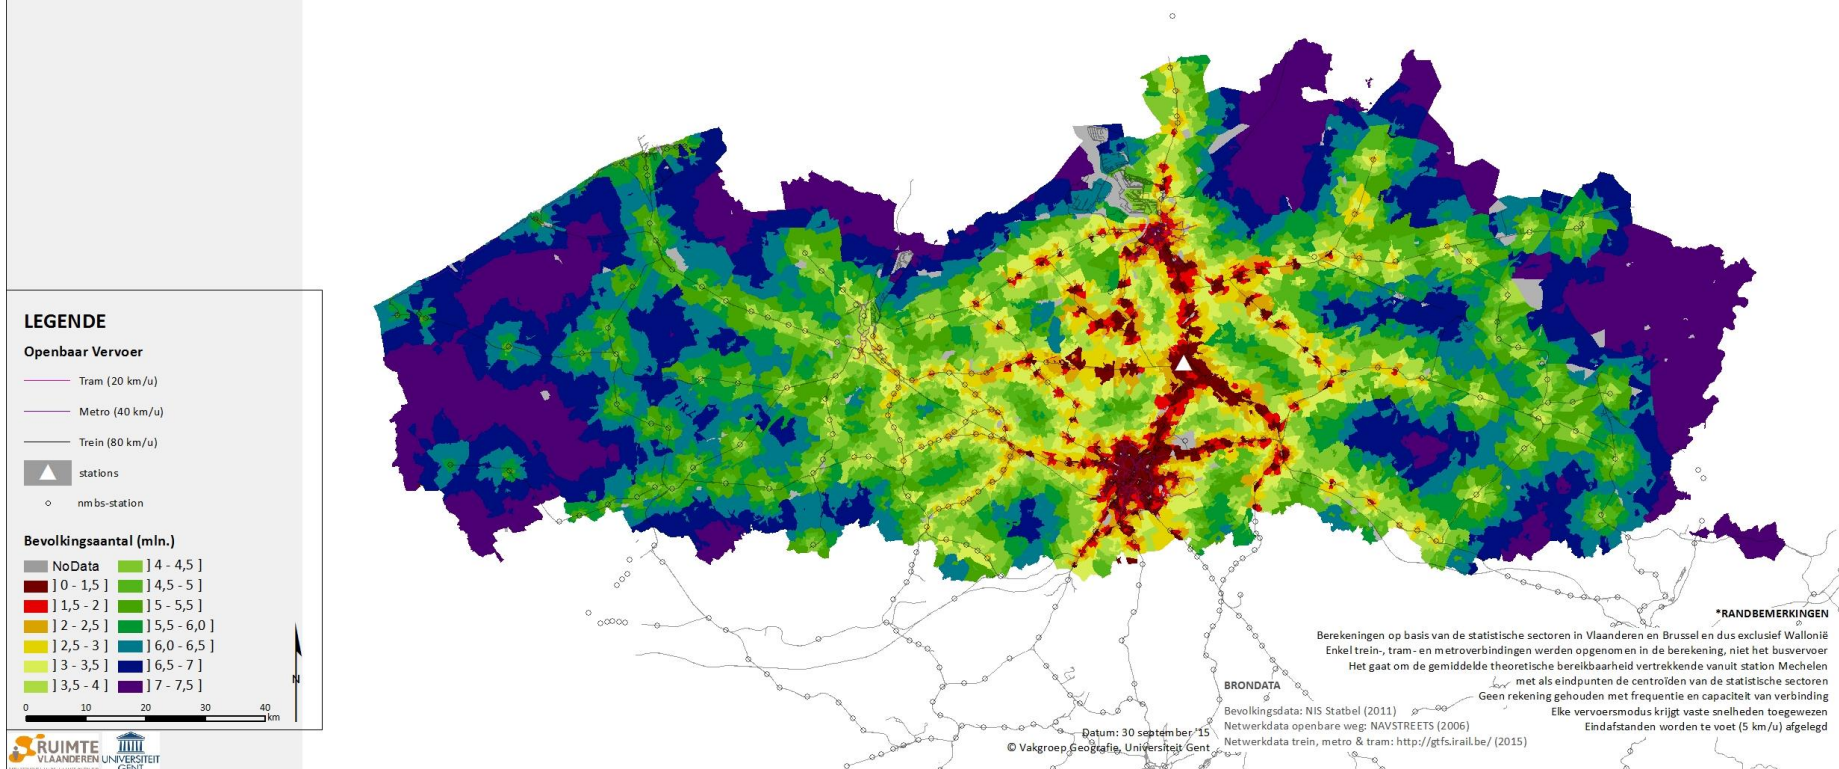 LEGENDE
Openbaar Vervoer
Tram (20 km/u)
Metro (40 km/u)
Trein (80 km/u)
stations
nmbs-station
Bevolkingsaantal (mln.)
NoData
] 0 - 1,5 ]
] 1,5 - 2 ]
] 2 - 2,5 ]
] 2,5 - 3 ]
] 3 - 3,5 ]
] 3,5 - 4 ]
] 4 - 4,5 ]
] 4,5 - 5 ]
] 5 - 5,5 ]
] 5,5 - 6,0 ]
] 6,0 - 6,5 ]
] 6,5 - 7 ]
] 7 - 7,5 ]
N
0 10 20 30 40
km
RUIMTE
VLAANDEREN
UNIVERSITEIT
GENT
Datum: 30 september '15
© Vakgroep Geografie, Universiteit Gent
BRONDATA
Bevolkingsdata: NIS Statbel (2011)
Netwerkdata openbare weg: NAVSTREETS (2006)
Netwerkdata trein, metro & tram: http://gtfs.irail.be/ (2015)
*RANDBEMERKINGEN
Berekeningen op basis van de statistische sectoren in Vlaanderen en Brussel en dus exclusief Wallonië
Enkel trein-, tram- en metroverbindingen werden opgenomen in de berekening, niet het busvervoer
Het gaat om de gemiddelde theoretische bereikbaarheid vertrekkende vanuit station Mechelen
met als eindpunten de centroïden van de statistische sectoren
Geen rekening gehouden met frequentie en capaciteit van verbinding
Elke vervoersmodus krijgt vaste snelheden toegewezen
Eindafstanden worden te voet (5 km/u) afgelegd